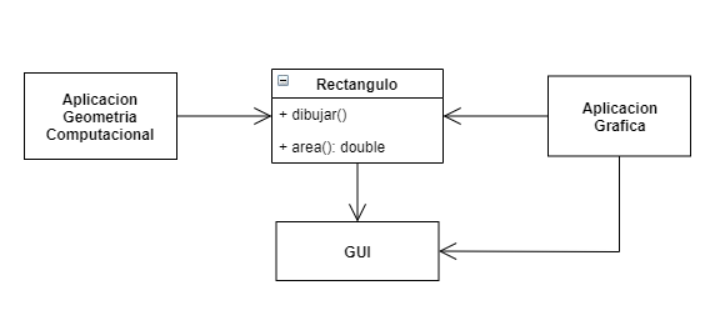 Aplicacion
Geometria
Computacional
Rectangulo
+ dibujar()
+ area(): double
Aplicacion
Grafica
GUI